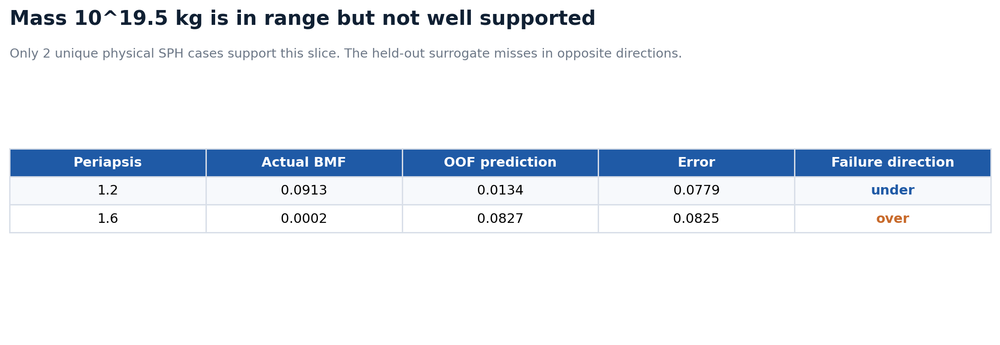 Mass 10^19.5 kg is in range but not well supported
Only 2 unique physical SPH cases support this slice. The held-out surrogate misses in opposite directions.
Periapsis Actual BMF OOF prediction Error Failure direction
1.2 0.0913 0.0134 0.0779 under
1.6 0.0002 0.0827 0.0825 over